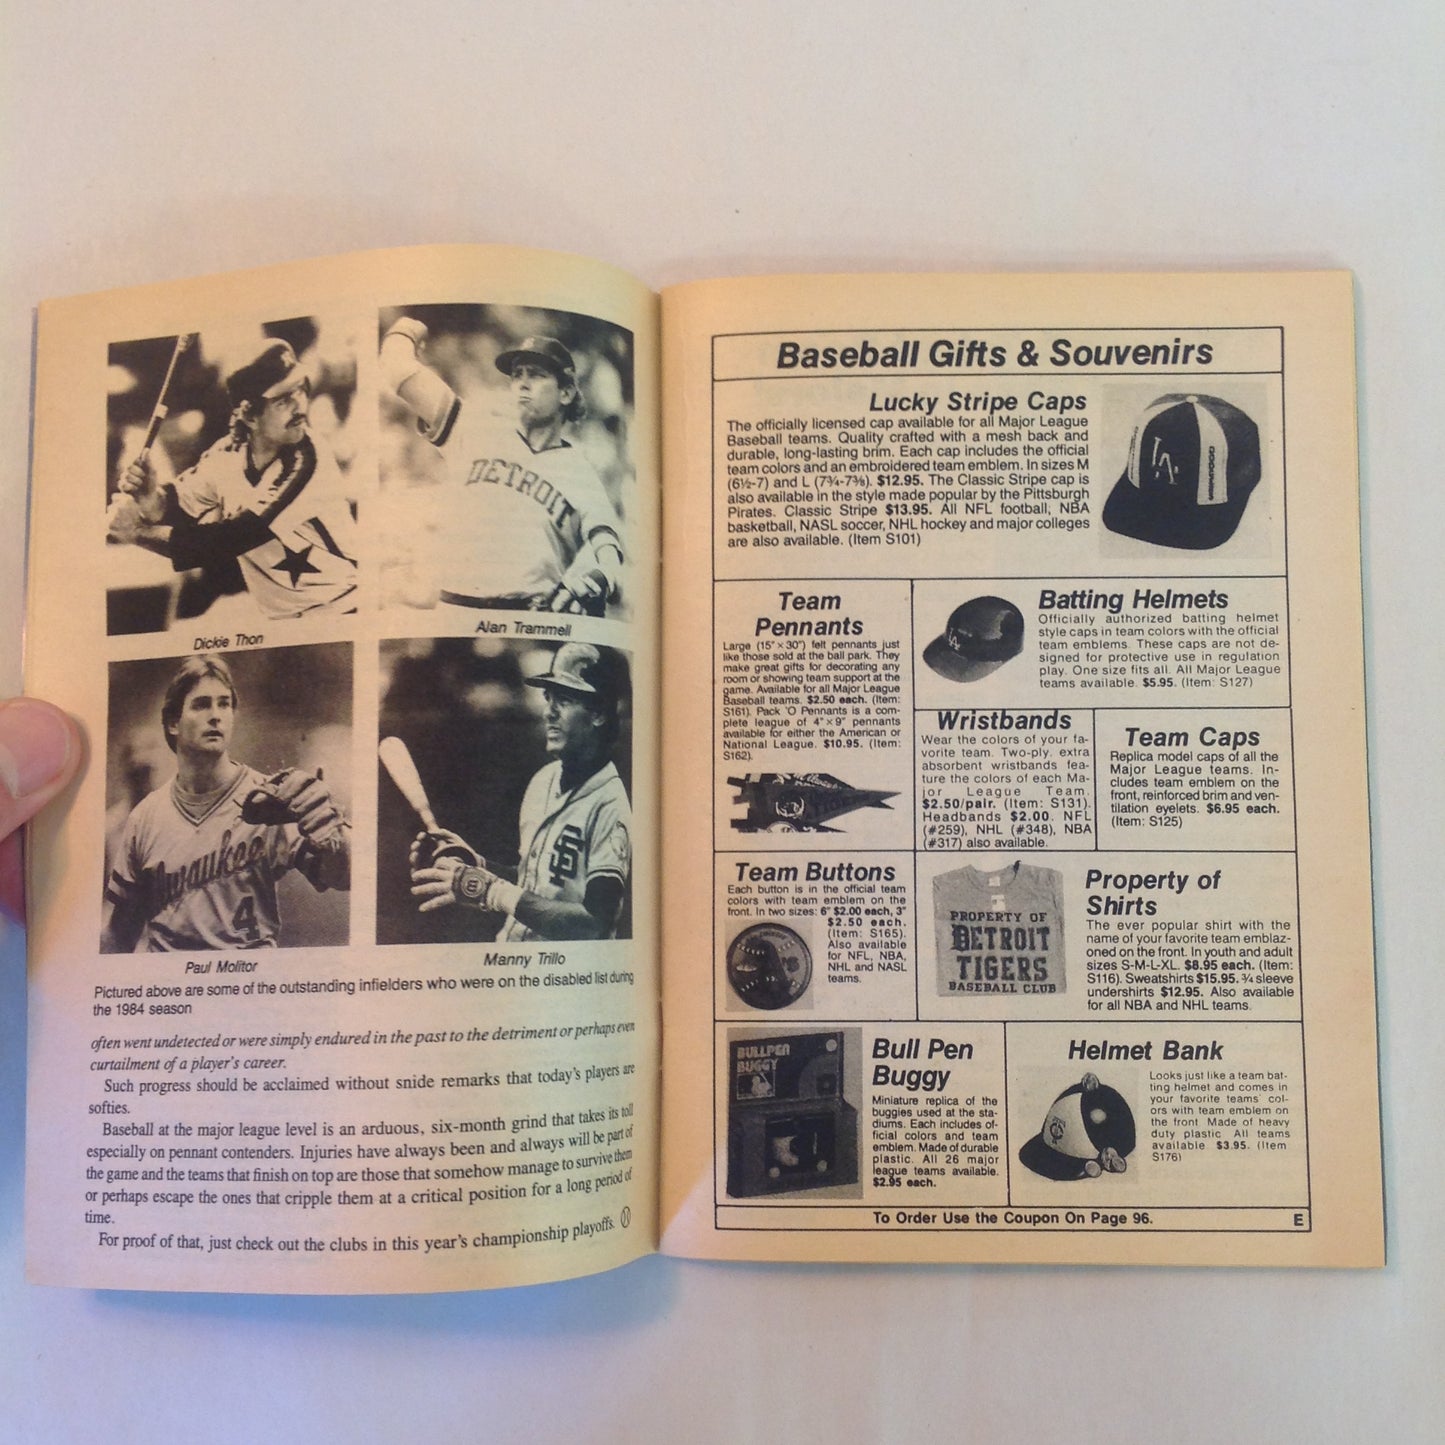 DETROIT
Dickie Thon
Alan Trammell
Milwaukee
4
SF
Paul Molitor
Manny Trillo
Pictured above are some of the outstanding infielders who were on the disabled list during
the 1984 season
often went undetected or were simply endured in the past to the detriment or perhaps even
curtailment of a player's career.
Such progress should be acclaimed without snide remarks that today's players are
softies.
Baseball at the major league level is an arduous, six-month grind that takes its toll
especially on pennant contenders. Injuries have always been and always will be part of
the game and the teams that finish on top are those that somehow manage to survive them
or perhaps escape the ones that cripple them at a critical position for a long period of
time.
For proof of that, just check out the clubs in this year's championship playoffs.
Baseball Gifts & Souvenirs
Lucky Stripe Caps
The officially licensed cap available for all Major League
Baseball teams. Quality crafted with a mesh back and
durable, long-lasting brim. Each cap includes the official
team colors and an embroidered team emblem. In sizes M
(6½-7) and L (7¾-7⅜). $12.95. The Classic Stripe cap is
also available in the style made popular by the Pittsburgh
Pirates. Classic Stripe $13.95. All NFL football, NBA
basketball, NASL soccer, NHL hockey and major colleges
are also available. (Item S101)
LA
Team
Pennants
Large (15" × 30") felt pennants just
like those sold at the ball park. They
make great gifts for decorating any
room or showing team support at the
game. Available for all Major League
Baseball teams. $2.50 each. (Item:
S161). Pack 'O Pennants is a com-
plete league of 4" × 9" pennants
available for either the American or
National League. $10.95. (Item:
S162).
LA
Batting Helmets
Officially authorized batting helmet
style caps in team colors with the official
team emblems. These caps are not de-
signed for protective use in regulation
play. One size fits all. All Major League
teams available. $5.95. (Item: S127)
Wristbands
Wear the colors of your fa-
vorite team. Two-ply, extra
absorbent wristbands fea-
ture the colors of each Ma-
jor League Team.
$2.50/pair. (Item: S131).
Headbands $2.00. NFL
(#259), NHL (#348), NBA
(#317) also available.
Team Caps
Replica model caps of all the
Major League teams. In-
cludes team emblem on the
front, reinforced brim and ven-
tilation eyelets. $6.95 each.
(Item: S125)
Team Buttons
Each button is in the official team
colors with team emblem on the
front. In two sizes: 6" $2.00 each, 3"
$2.50 each.
(Item: S165).
Also available
for NFL, NBA,
NHL and NASL
teams.
PROPERTY OF
DETROIT
TIGERS
BASEBALL CLUB
Property of
Shirts
The ever popular shirt with the
name of your favorite team emblaz-
oned on the front. In youth and adult
sizes S-M-L-XL. $8.95 each. (Item:
S116). Sweatshirts $15.95. ¾ sleeve
undershirts $12.95. Also available
for all NBA and NHL teams.
BULLPEN
BUGGY
Bull Pen
Buggy
Miniature replica of the
buggies used at the sta-
diums. Each includes of-
ficial colors and team
emblem. Made of durable
plastic. All 26 major
league teams available.
$2.95 each.
Helmet Bank
Looks just like a team bat-
ting helmet and comes in
your favorite teams' col-
ors with team emblem on
the front. Made of heavy
duty plastic. All teams
available $3.95. (Item
S176)
To Order Use the Coupon On Page 96.
E